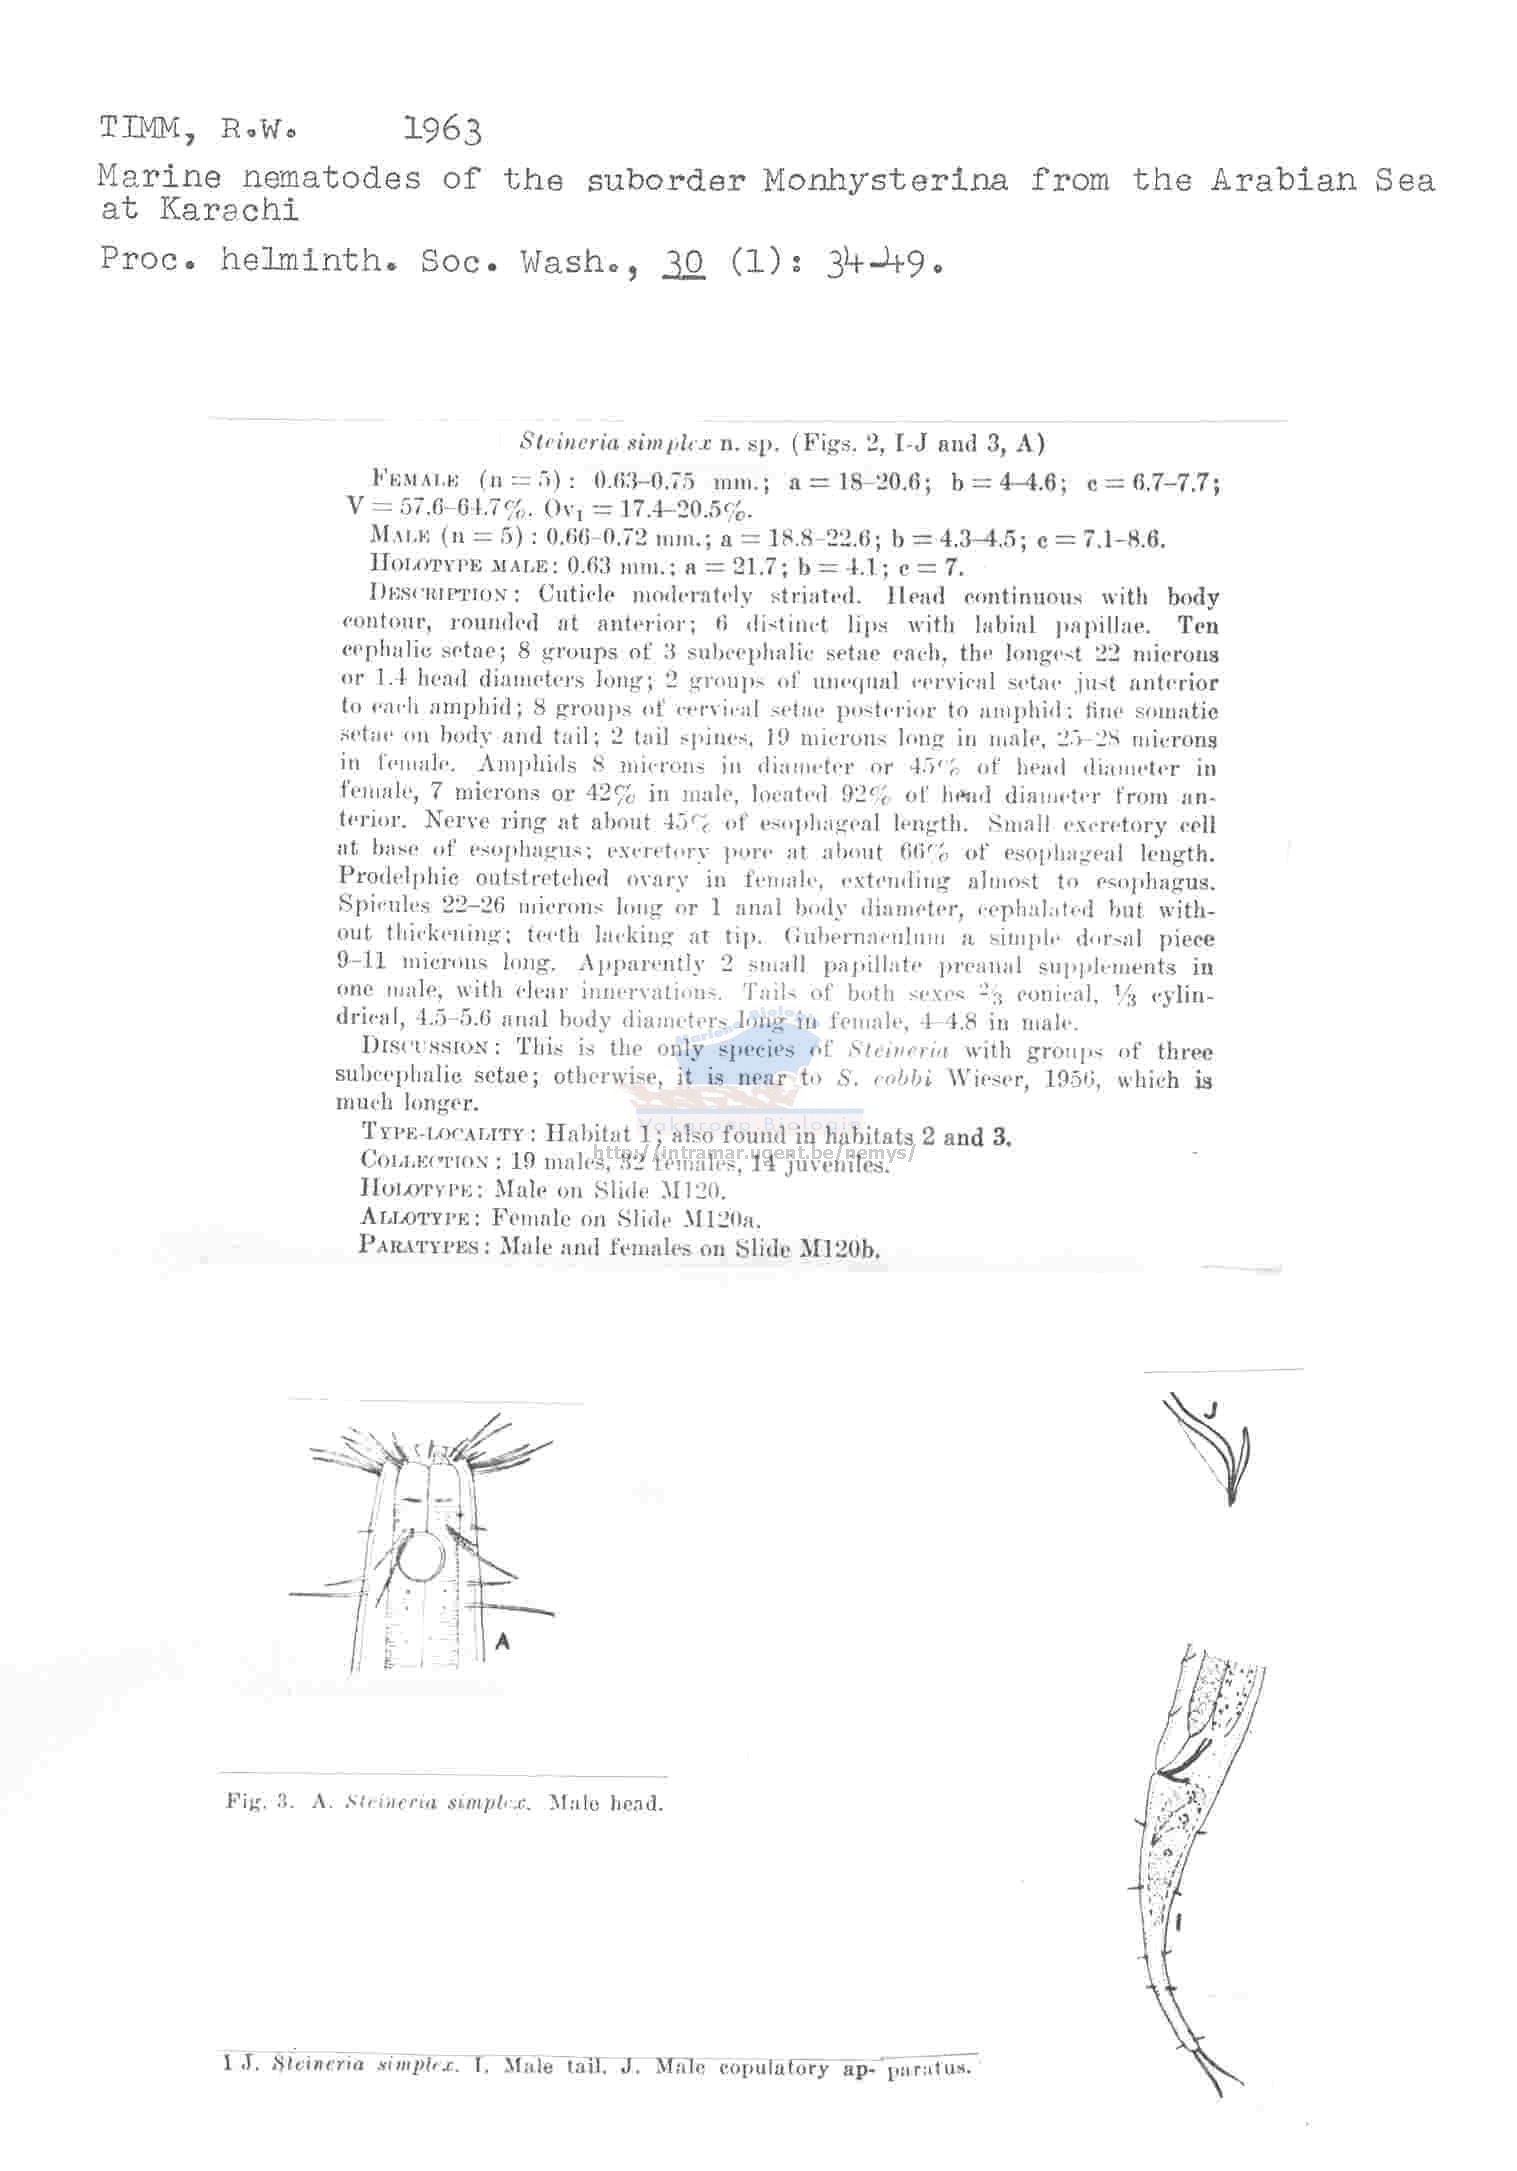 TIMM, R.W. 1963
Marine nematodes of the suborder Monhysterina from the Arabian Sea
at Karachi
Proc. helminth. Soc. Wash., 30 (1): 34-49.
Steineria simplex n. sp. (Figs. 2, I-J and 3, A)
FEMALE (n = 5): 0.63–0.75 mm.; a = 18–20.6; b = 4–4.6; c = 6.7–7.7;
V = 57.6–64.7%. Ov₁ = 17.4–20.5%.
MALE (n = 5) : 0.66–0.72 mm.; a = 18.8–22.6; b = 4.3–4.5; c = 7.1–8.6.
HOLOTYPE MALE: 0.63 mm.; a = 21.7; b = 4.1; c = 7.
DESCRIPTION: Cuticle moderately striated. Head continuous with body
contour, rounded at anterior; 6 distinct lips with labial papillae. Ten
cephalic setae; 8 groups of 3 subcephalic setae each, the longest 22 microns
or 1.4 head diameters long; 2 groups of unequal cervical setae just anterior
to each amphid; 8 groups of cervical setae posterior to amphid; fine somatic
setae on body and tail; 2 tail spines, 19 microns long in male, 25–28 microns
in female. Amphids 8 microns in diameter or 45% of head diameter in
female, 7 microns or 42% in male, located 92% of head diameter from an-
terior. Nerve ring at about 45% of esophageal length. Small excretory cell
at base of esophagus; excretory pore at about 66% of esophageal length.
Prodelphic outstretched ovary in female, extending almost to esophagus.
Spicules 22–26 microns long or 1 anal body diameter, cephalated but with-
out thickening; teeth lacking at tip. Gubernaculum a simple dorsal piece
9–11 microns long. Apparently 2 small papillate preanal supplements in
one male, with clear innervations. Tails of both sexes ⅔ conical, ⅓ cylin-
drical, 4.5–5.6 anal body diameters long in female, 4–4.8 in male.
DISCUSSION: This is the only species of Steineria with groups of three
subcephalic setae; otherwise, it is near to S. cobbi Wieser, 1956, which is
much longer.
TYPE-LOCALITY: Habitat 1; also found in habitats 2 and 3.
COLLECTION: 19 males, 32 females, 14 juveniles.
HOLOTYPE: Male on Slide M120.
ALLOTYPE: Female on Slide M120a.
PARATYPES: Male and females on Slide M120b.
Mariene Biologie
Vakgroep Biologie
http://intramar.ugent.be/nemys/
J
A
Fig. 3. A. Steineria simplex. Male head.
I
I J. Steineria simplex. I. Male tail. J. Male copulatory ap- paratus.